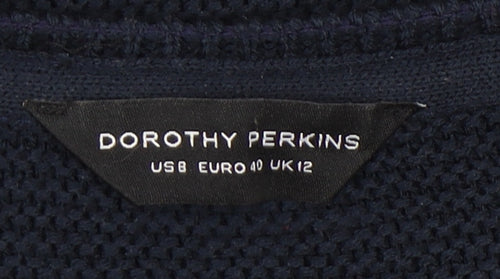 DOROTHY PERKINS
US 8 EURO 40 UK 12